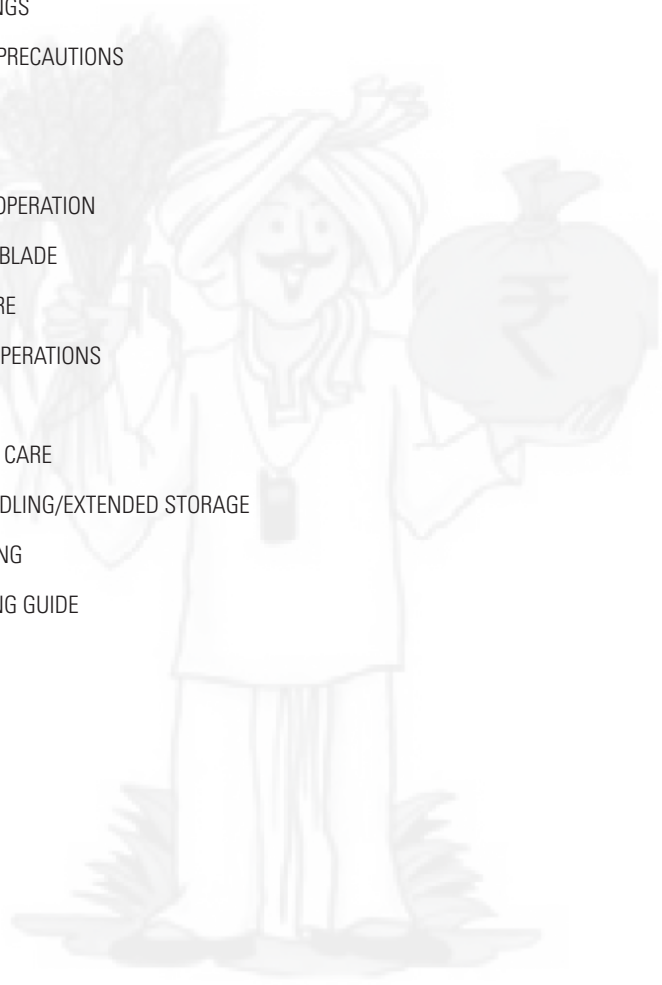 NGS
PRECAUTIONS
OPERATION
BLADE
₹
RE
PERATIONS
CARE
DLING/EXTENDED STORAGE
NG
NG GUIDE